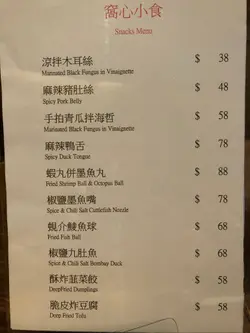 窩心小食
Snacks Menu
涼拌木耳絲 $ 38
Marinated Black Fungus in Vinaigrette
麻辣豬肚絲 $ 48
Spicy Pork Belly
手拍青瓜拌海哲 $ 58
Marinated Black Fungus in Vinaigrette
麻辣鴨舌 $ 78
Spicy Duck Tongue
蝦丸併墨魚丸 $ 88
Fried Shrimp Ball & Octopus Ball
椒鹽墨魚嘴 $ 78
Spice & Chili Salt Cuttlefish Nozzle
蜆介鯪魚球 $ 68
Fried Fish Ball
椒鹽九肚魚 $ 68
Spice & Chili Salt Bombay Duck
酥炸韮菜餃 $ 58
DeepFried Dumplings
脆皮炸豆腐 $ 58
Deep Fried Tofu